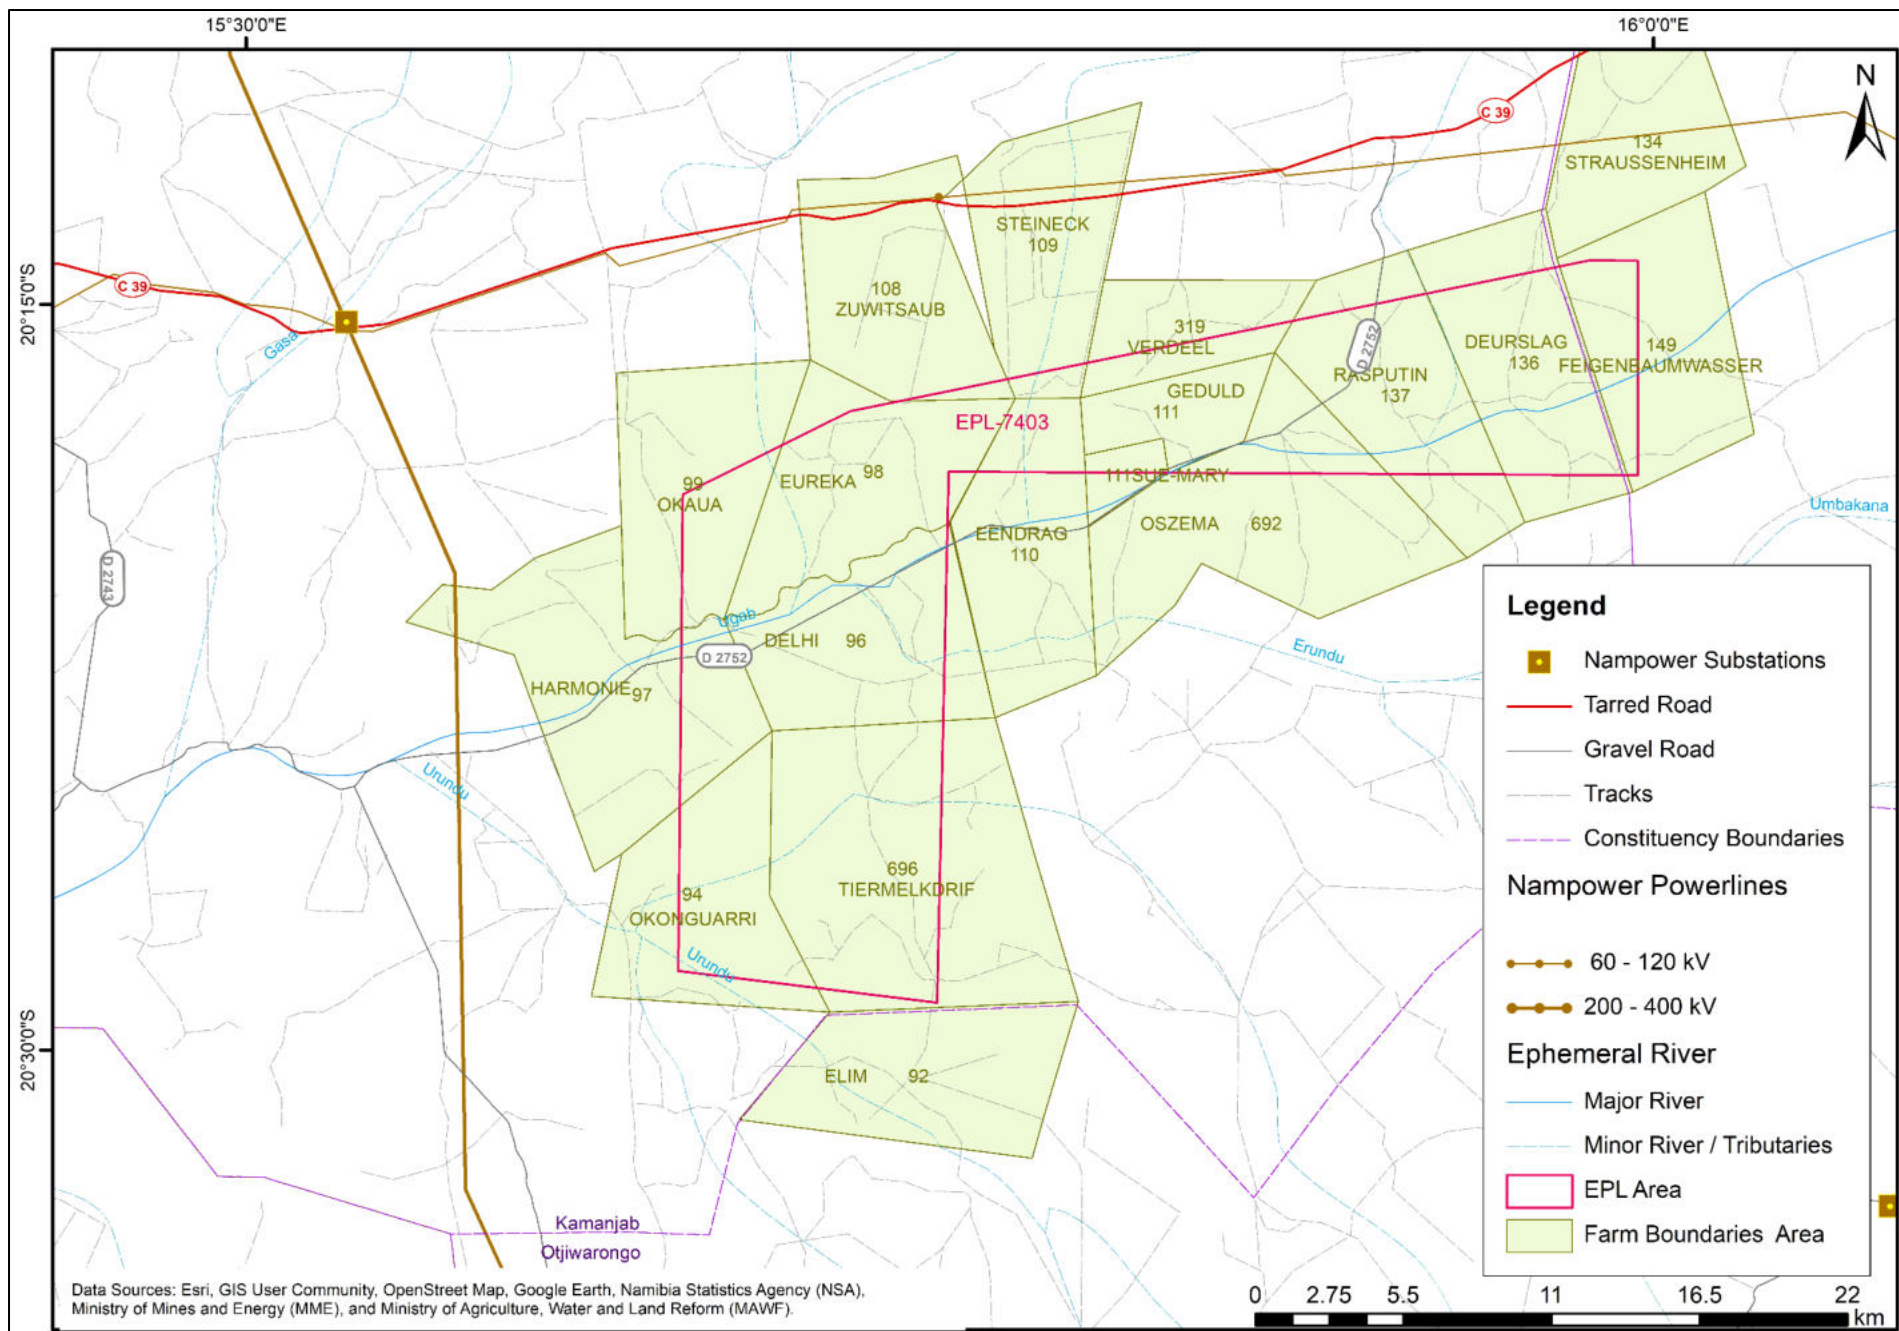 15°30'0"E
16°0'0"E
N
C 39
134
STRAUSSENHEIM
STEINECK
109
20°15'0"S
C 39
Gasa
108
ZUWITSAUB
319
VERDEEL
D 2752
DEURSLAG
136
149
FEIGENBAUMWASSER
RASPUTIN
137
GEDULD
111
EPL-7403
EUREKA 98
99
OKAUA
111SUE-MARY
OSZEMA 692
EENDRAG
110
Umbakana
D 2743
Ugab
DELHI 96
D 2752
Erundu
HARMONIE 97
Urundu
696
TIERMELKDRIF
94
OKONGUARRI
Urundu
20°30'0"S
ELIM 92
Kamanjab
Otjiwarongo
Legend
Nampower Substations
Tarred Road
Gravel Road
Tracks
Constituency Boundaries
Nampower Powerlines
60 - 120 kV
200 - 400 kV
Ephemeral River
Major River
Minor River / Tributaries
EPL Area
Farm Boundaries Area
Data Sources: Esri, GIS User Community, OpenStreet Map, Google Earth, Namibia Statistics Agency (NSA),
Ministry of Mines and Energy (MME), and Ministry of Agriculture, Water and Land Reform (MAWF).
0 2.75 5.5 11 16.5 22
km